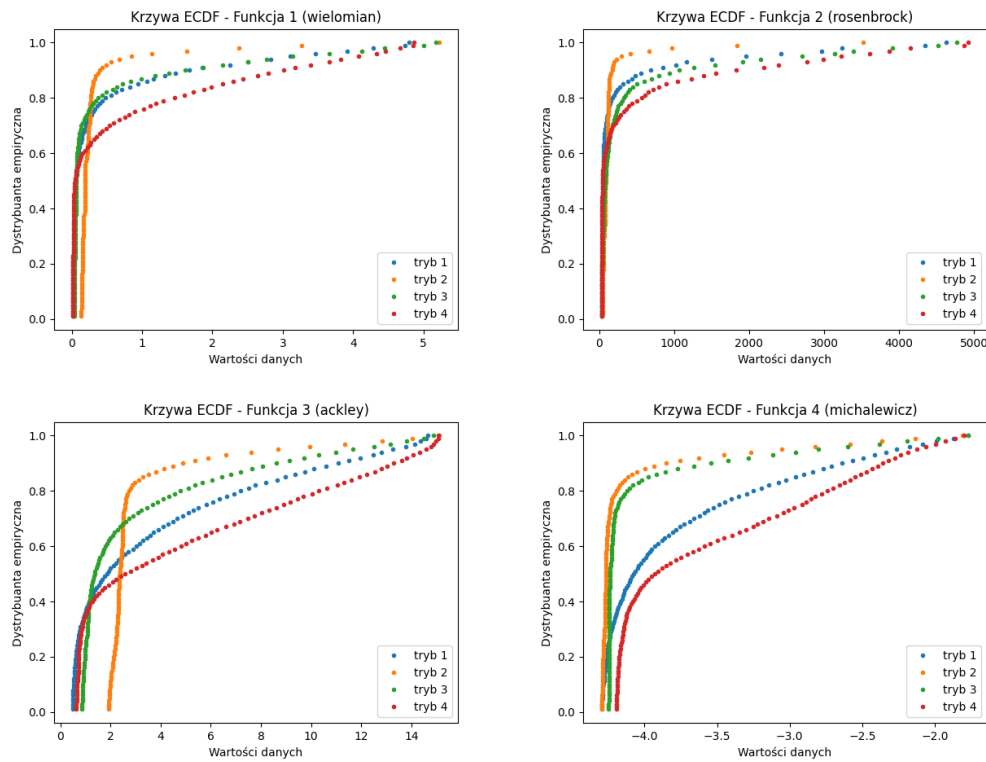 Krzywa ECDF - Funkcja 1 (wielomian)
Dystrybuanta empiryczna
1.0
0.8
0.6
0.4
0.2
0.0
tryb 1
tryb 2
tryb 3
tryb 4
0 1 2 3 4 5
Wartości danych
Krzywa ECDF - Funkcja 2 (rosenbrock)
Dystrybuanta empiryczna
1.0
0.8
0.6
0.4
0.2
0.0
tryb 1
tryb 2
tryb 3
tryb 4
0 1000 2000 3000 4000 5000
Wartości danych
Krzywa ECDF - Funkcja 3 (ackley)
Dystrybuanta empiryczna
1.0
0.8
0.6
0.4
0.2
0.0
tryb 1
tryb 2
tryb 3
tryb 4
0 2 4 6 8 10 12 14
Wartości danych
Krzywa ECDF - Funkcja 4 (michalewicz)
Dystrybuanta empiryczna
1.0
0.8
0.6
0.4
0.2
0.0
tryb 1
tryb 2
tryb 3
tryb 4
−4.0 −3.5 −3.0 −2.5 −2.0
Wartości danych